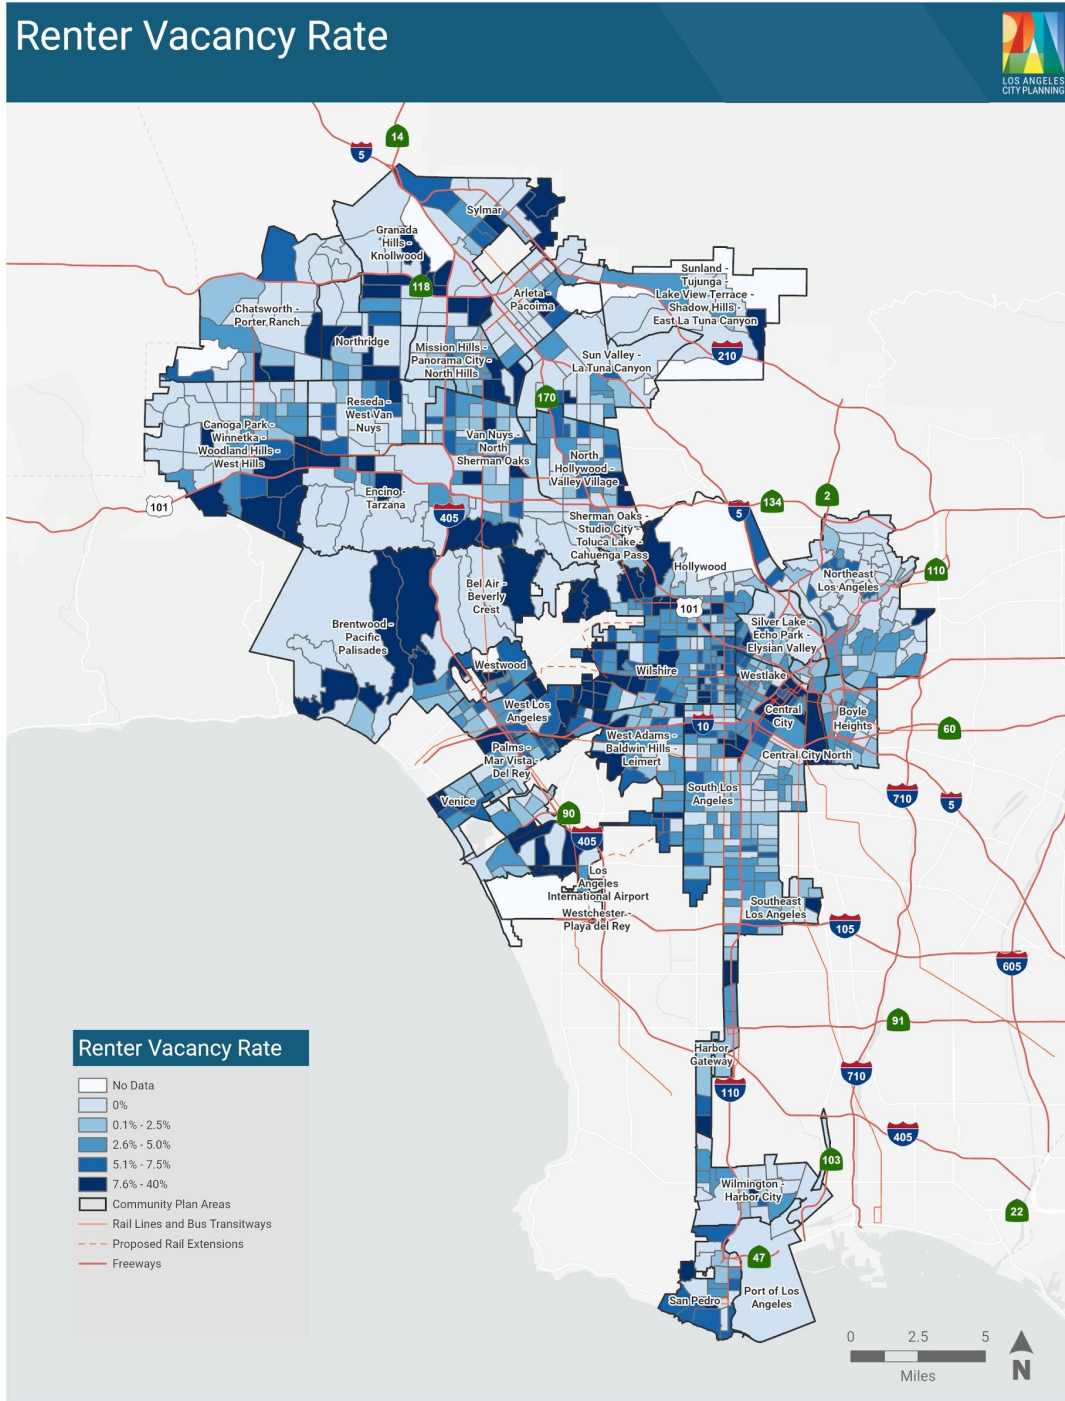 Renter Vacancy Rate
LOS ANGELES
CITY PLANNING
14
5
Sylmar
Granada
Hills -
Knollwood
118
Arleta -
Pacoima
Sunland -
Tujunga -
Lake View Terrace -
Shadow Hills -
East La Tuna Canyon
Chatsworth -
Porter Ranch
Northridge
Mission Hills -
Panorama City -
North Hills
Sun Valley -
La Tuna Canyon
210
170
Reseda -
West Van
Nuys
Canoga Park -
Winnetka -
Woodland Hills -
West Hills
Van Nuys -
North
Sherman Oaks
North
Hollywood -
Valley Village
Encino -
Tarzana
101
405
5
134
2
Sherman Oaks -
Studio City -
Toluca Lake -
Cahuenga Pass
Hollywood
Northeast
Los Angeles
110
Bel Air -
Beverly
Crest
101
Brentwood -
Pacific
Palisades
Silver Lake -
Echo Park -
Elysian Valley
Westwood
Wilshire
Westlake
West Los
Angeles
Central
City
Boyle
Heights
10
60
West Adams -
Baldwin Hills -
Leimert
Central City North
Palms -
Mar Vista -
Del Rey
Venice
South Los
Angeles
710
5
90
405
Los
Angeles
International Airport
Westchester -
Playa del Rey
Southeast
Los Angeles
105
605
91
Harbor
Gateway
710
110
405
103
Wilmington -
Harbor City
22
47
San Pedro
Port of Los
Angeles
Renter Vacancy Rate
No Data
0%
0.1% - 2.5%
2.6% - 5.0%
5.1% - 7.5%
7.6% - 40%
Community Plan Areas
Rail Lines and Bus Transitways
Proposed Rail Extensions
Freeways
0 2.5 5
Miles
N